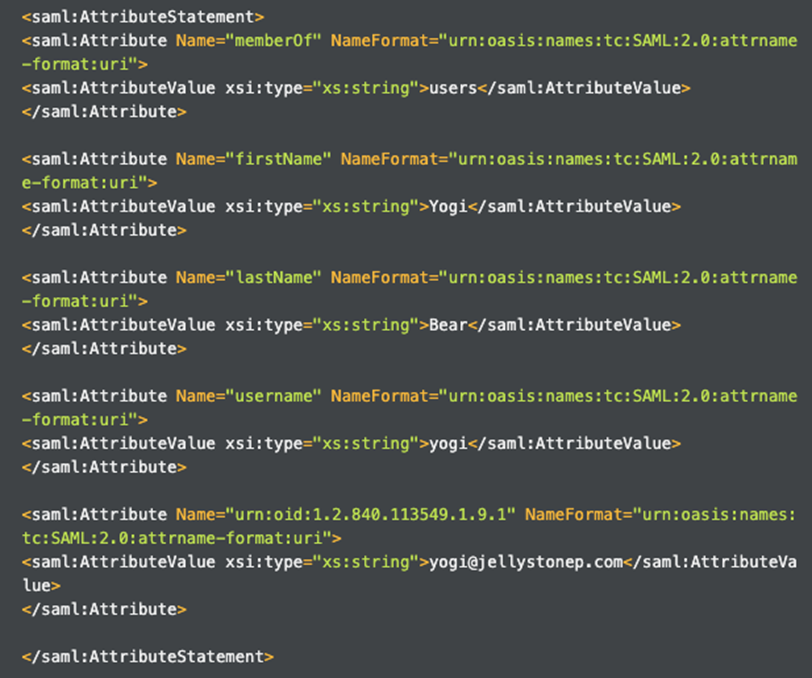 <saml:AttributeStatement>
<saml:Attribute Name="memberOf" NameFormat="urn:oasis:names:tc:SAML:2.0:attrname
-format:uri">
<saml:AttributeValue xsi:type="xs:string">users</saml:AttributeValue>
</saml:Attribute>
<saml:Attribute Name="firstName" NameFormat="urn:oasis:names:tc:SAML:2.0:attrnam
e-format:uri">
<saml:AttributeValue xsi:type="xs:string">Yogi</saml:AttributeValue>
</saml:Attribute>
<saml:Attribute Name="lastName" NameFormat="urn:oasis:names:tc:SAML:2.0:attrname
-format:uri">
<saml:AttributeValue xsi:type="xs:string">Bear</saml:AttributeValue>
</saml:Attribute>
<saml:Attribute Name="username" NameFormat="urn:oasis:names:tc:SAML:2.0:attrname
-format:uri">
<saml:AttributeValue xsi:type="xs:string">yogi</saml:AttributeValue>
</saml:Attribute>
<saml:Attribute Name="urn:oid:1.2.840.113549.1.9.1" NameFormat="urn:oasis:names:
tc:SAML:2.0:attrname-format:uri">
<saml:AttributeValue xsi:type="xs:string">yogi@jellystonep.com</saml:AttributeVa
lue>
</saml:Attribute>
</saml:AttributeStatement>